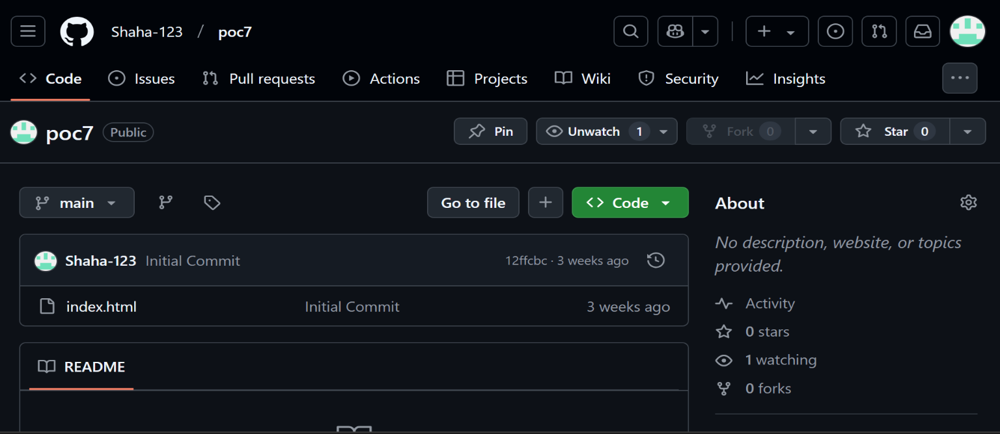 Shaha-123 / poc7
Code Issues Pull requests Actions Projects Wiki Security Insights
poc7 Public Pin Unwatch 1 Fork 0 Star 0
main Go to file Code
About
No description, website, or topics
provided.
Shaha-123 Initial Commit 12ffcbc · 3 weeks ago
index.html Initial Commit 3 weeks ago
README
Activity
0 stars
1 watching
0 forks